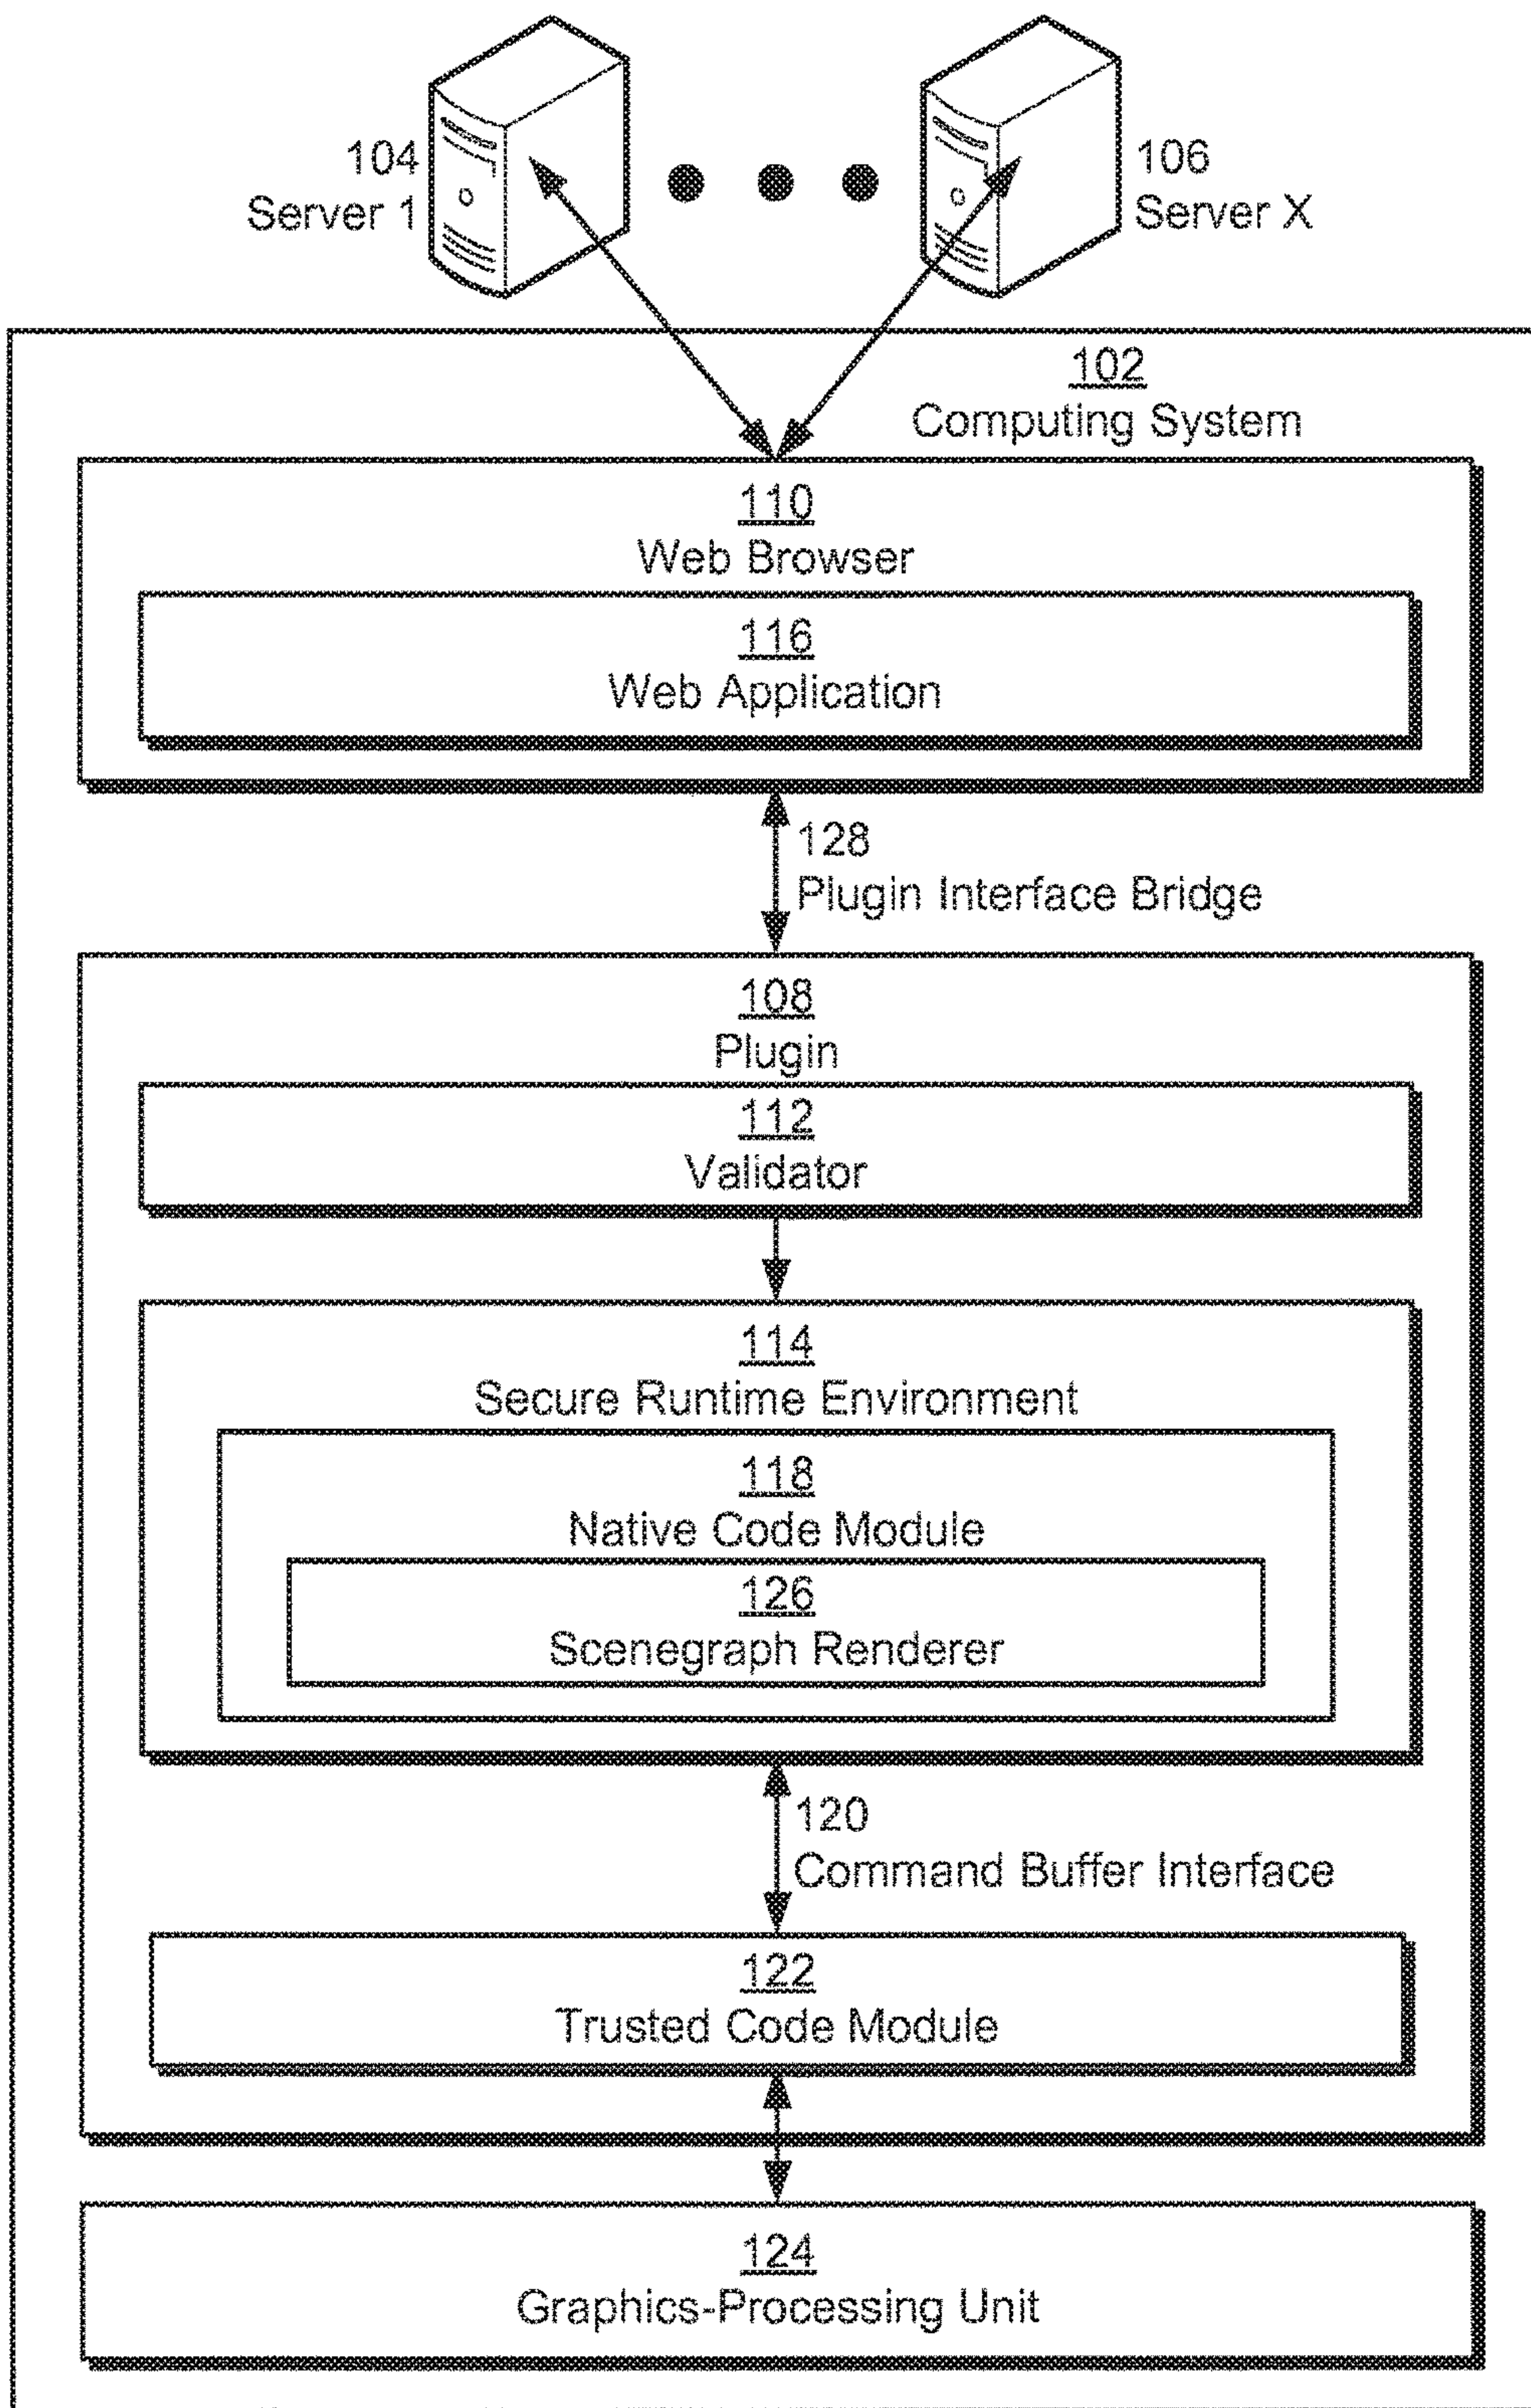 104
Server 1
106
Server X
102
Computing System
110
Web Browser
116
Web Application
128
Plugin Interface Bridge
108
Plugin
112
Validator
114
Secure Runtime Environment
118
Native Code Module
126
Scenegraph Renderer
120
Command Buffer Interface
122
Trusted Code Module
124
Graphics-Processing Unit